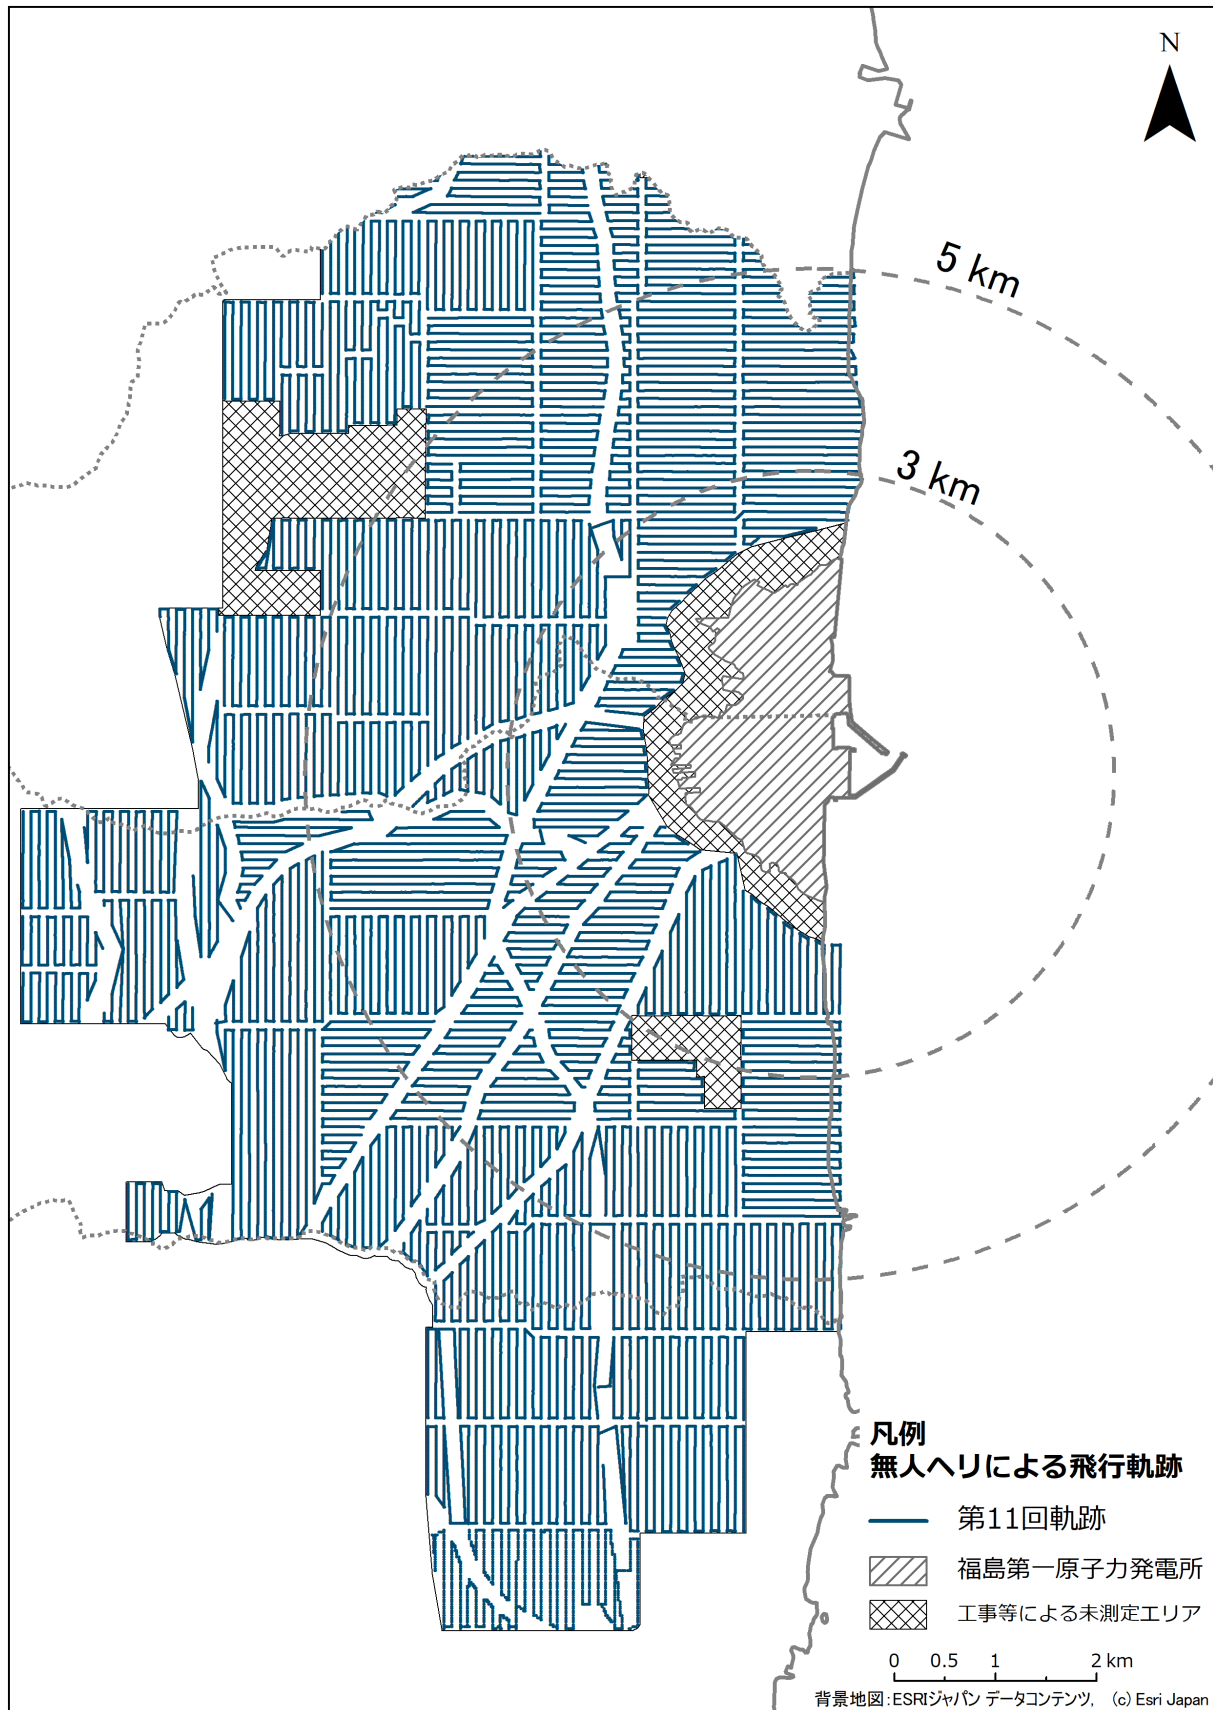 N
5 km
3 km
凡例
無人ヘリによる飛行軌跡
第11回軌跡
福島第一原子力発電所
工事等による未測定エリア
0 0.5 1 2 km
背景地図:ESRIジャパン データコンテンツ, (c) Esri Japan